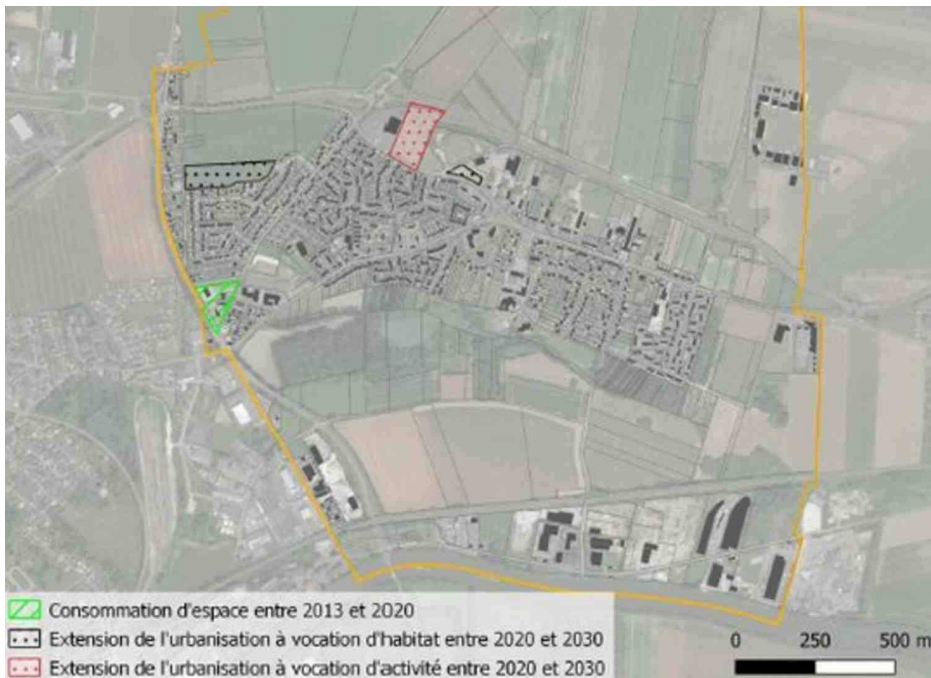 Consommation d'espace entre 2013 et 2020
Extension de l'urbanisation à vocation d'habitat entre 2020 et 2030
Extension de l'urbanisation à vocation d'activité entre 2020 et 2030
0 250 500 m